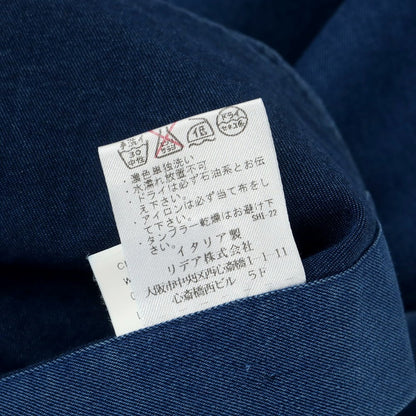 手洗イ 30 中性 エンソ サラシ 低 ドライ セキユ系
・濃色単独洗い
・水濡れ放置不可
・ドライは必ず石油系とお伝
え下さい。
・アイロンは必ず当て布をし
て下さい。
・タンブラー乾燥はお避け下
さい。 SH1-22
イタリア製
リデア株式会社
大阪市中央区西心斎橋1-1-11
心斎橋西ビル 5F